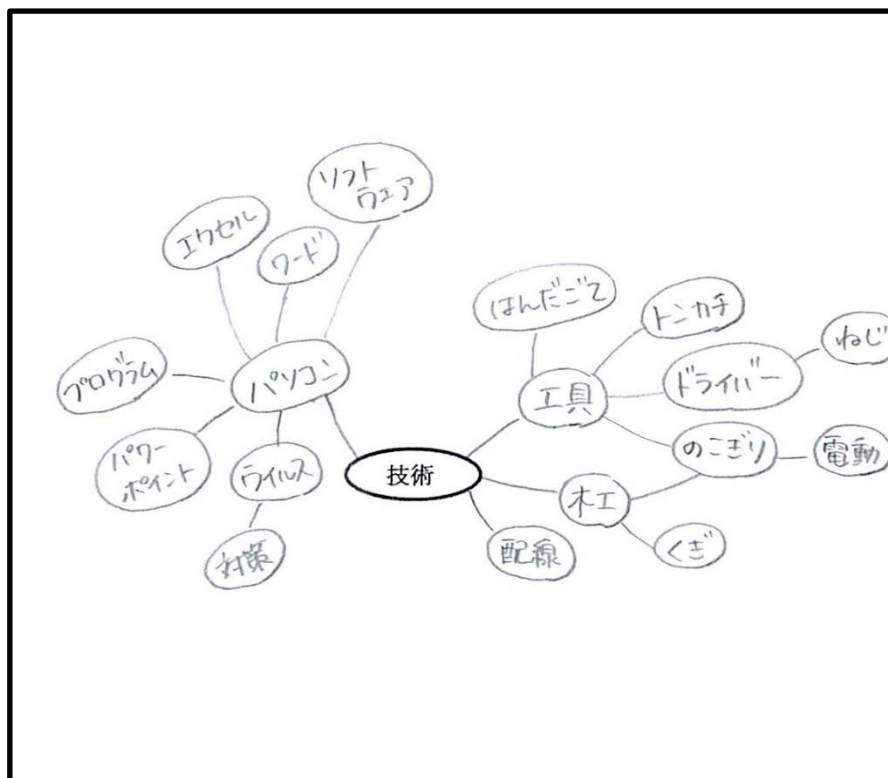 ソフト
ウェア
エクセル
ワード
はんだごて
トンカチ
ねじ
プログラム
パソコン
工具
ドライバー
パワー
ポイント
ウイルス
技術
のこぎり
電動
木工
対策
配線
くぎ